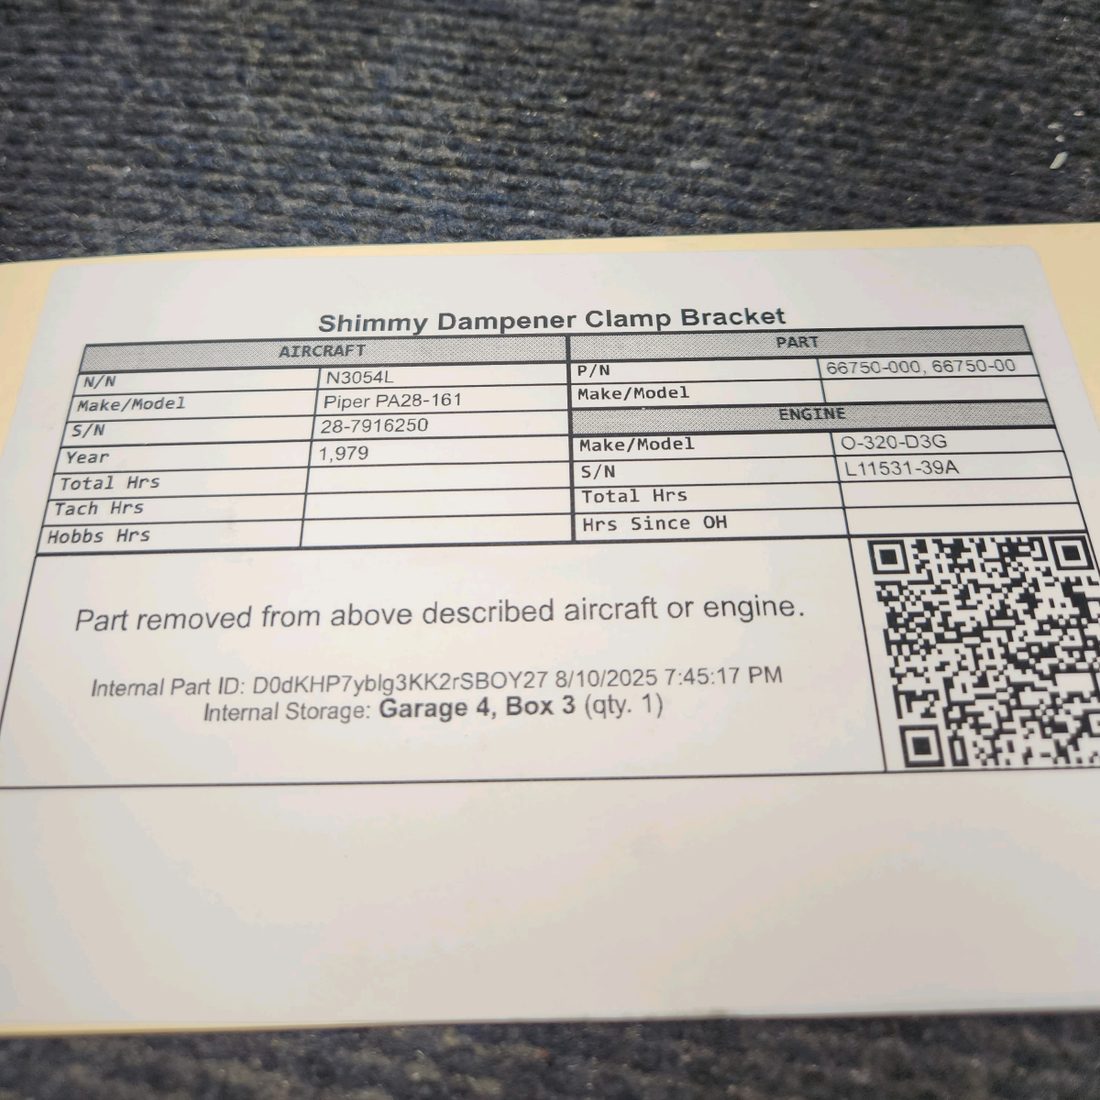 Shimmy Dampener Clamp Bracket
AIRCRAFT PART
N/N N3054L P/N 66750-000, 66750-00
Make/Model Piper PA28-161 Make/Model
S/N 28-7916250 ENGINE
Year 1,979 Make/Model O-320-D3G
Total Hrs S/N L11531-39A
Tach Hrs Total Hrs
Hobbs Hrs Hrs Since OH
Part removed from above described aircraft or engine.
Internal Part ID: D0dKHP7yblg3KK2rSBOY27 8/10/2025 7:45:17 PM
Internal Storage: Garage 4, Box 3 (qty. 1)